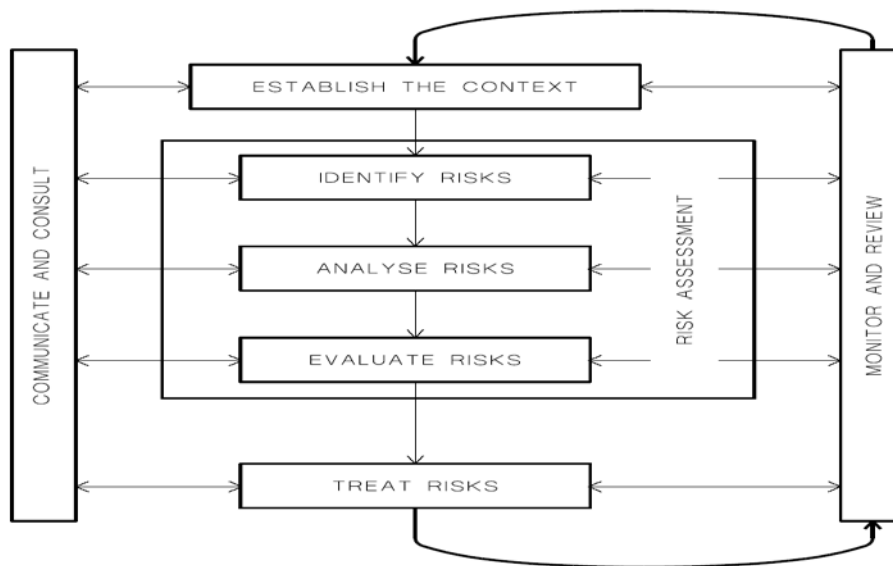 ESTABLISH THE CONTEXT
COMMUNICATE AND CONSULT
IDENTIFY RISKS
ANALYSE RISKS
EVALUATE RISKS
RISK ASSESSMENT
MONITOR AND REVIEW
TREAT RISKS